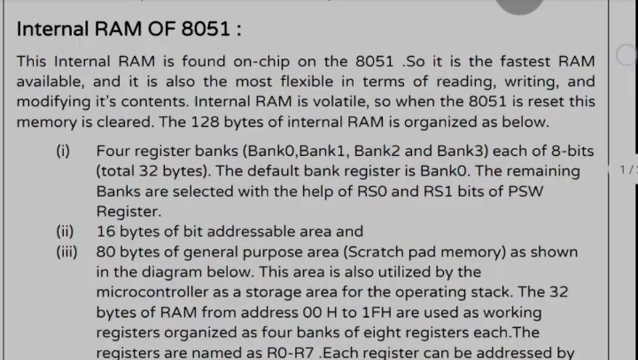 Internal RAM OF 8051 :
This Internal RAM is found on-chip on the 8051 .So it is the fastest RAM
available, and it is also the most flexible in terms of reading, writing, and
modifying it's contents. Internal RAM is volatile, so when the 8051 is reset this
memory is cleared. The 128 bytes of internal RAM is organized as below.
(i) Four register banks (Bank0,Bank1, Bank2 and Bank3) each of 8-bits
(total 32 bytes). The default bank register is Bank0. The remaining
Banks are selected with the help of RS0 and RS1 bits of PSW
Register.
(ii) 16 bytes of bit addressable area and
(iii) 80 bytes of general purpose area (Scratch pad memory) as shown
in the diagram below. This area is also utilized by the
microcontroller as a storage area for the operating stack. The 32
bytes of RAM from address 00 H to 1FH are used as working
registers organized as four banks of eight registers each.The
registers are named as R0-R7 .Each register can be addressed by
1/